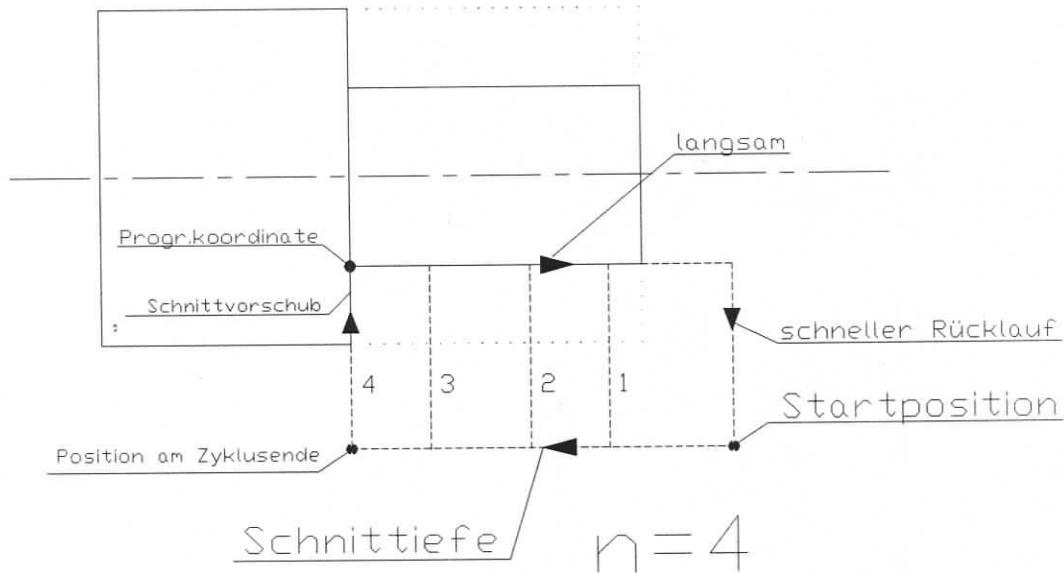 langsam
Progr.koordinate
Schnittvorschub
schneller Rücklauf
4 3 2 1
Startposition
Position am Zyklusende
Schnittiefe
n=4